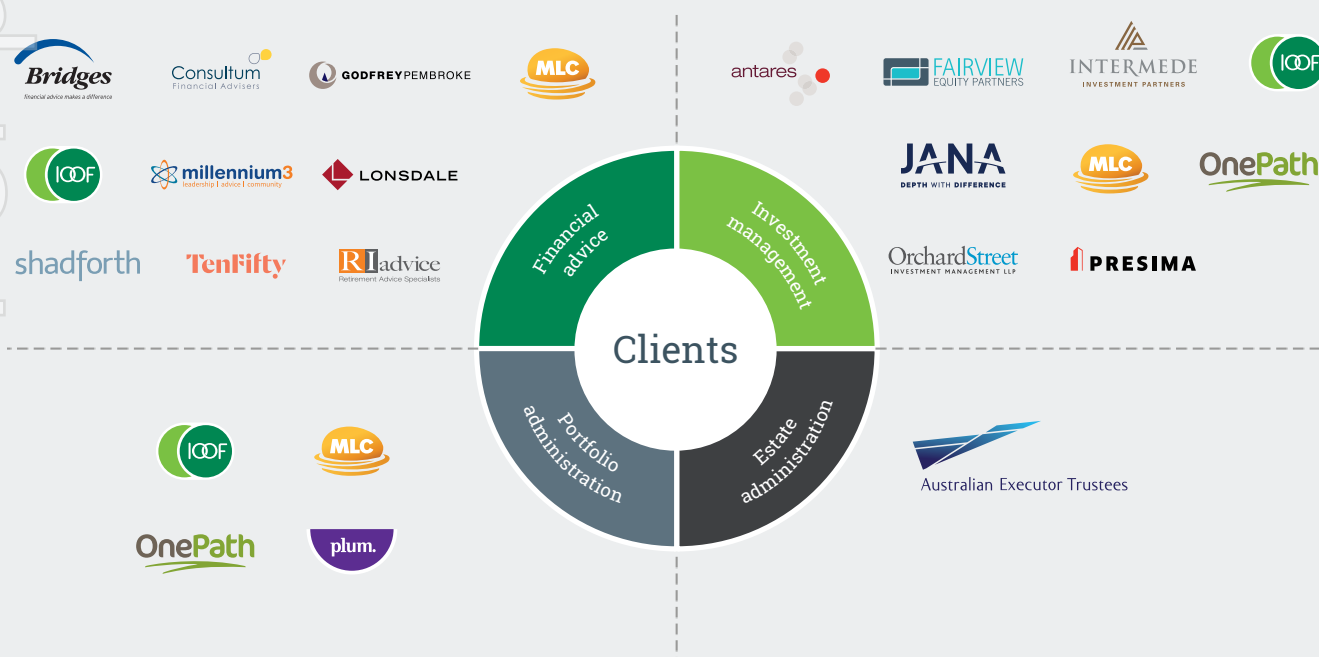 Bridges
financial advice makes a difference
Consultum
Financial Advisers
GODFREYPEMBROKE
MLC
IOOF
millennium3
leadership | advice | community
LONSDALE
shadforth
TenFifty
RI advice
Retirement Advice Specialists
antares
FAIRVIEW
EQUITY PARTNERS
INTERMEDE
INVESTMENT PARTNERS
IOOF
JANA
DEPTH WITH DIFFERENCE
MLC
OnePath
OrchardStreet
INVESTMENT MANAGEMENT LLP
PRESIMA
Financial
advice
Investment
management
Clients
Portfolio
administration
Estate
administration
IOOF
MLC
OnePath
plum.
Australian Executor Trustees